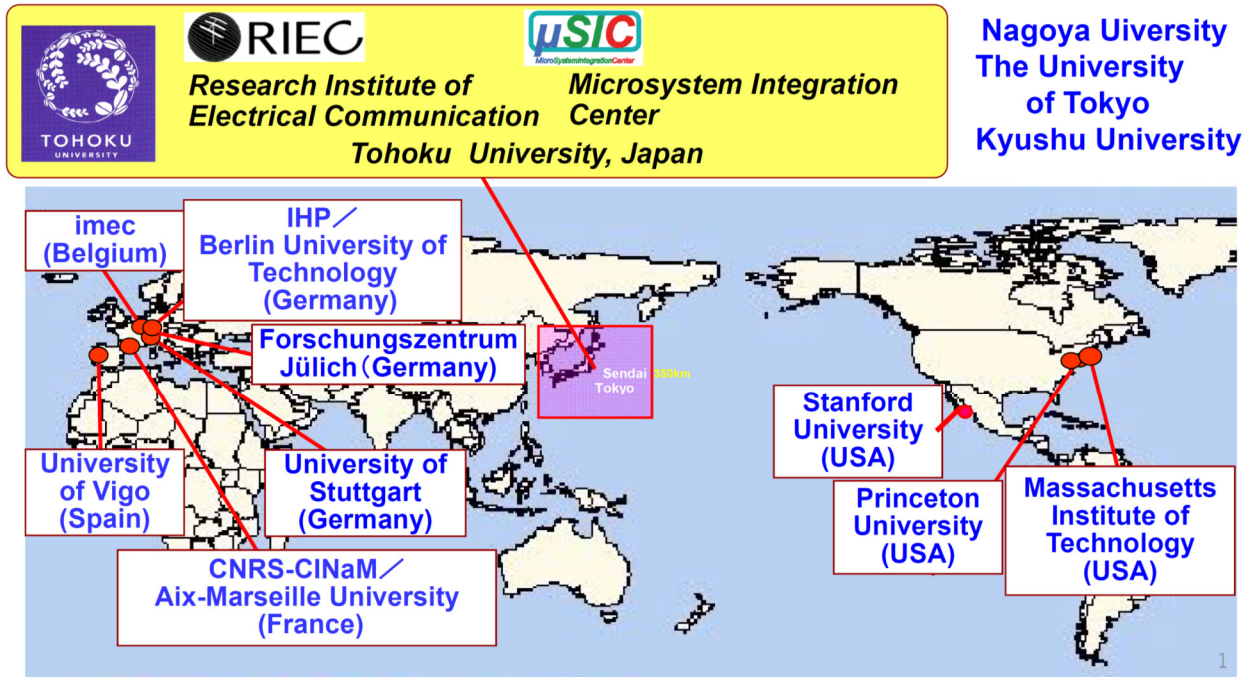 TOHOKU
UNIVERSITY
RIEC
µSIC
MicroSystemIntegrationCenter
Research Institute of
Electrical Communication
Microsystem Integration
Center
Tohoku University, Japan
Nagoya Uiversity
The University
of Tokyo
Kyushu University
imec
(Belgium)
IHP／
Berlin University of
Technology
(Germany)
Forschungszentrum
Jülich（Germany)
Sendai 350km
Tokyo
University
of Vigo
(Spain)
University of
Stuttgart
(Germany)
CNRS-CINaM／
Aix-Marseille University
(France)
Stanford
University
(USA)
Princeton
University
(USA)
Massachusetts
Institute of
Technology
(USA)
1